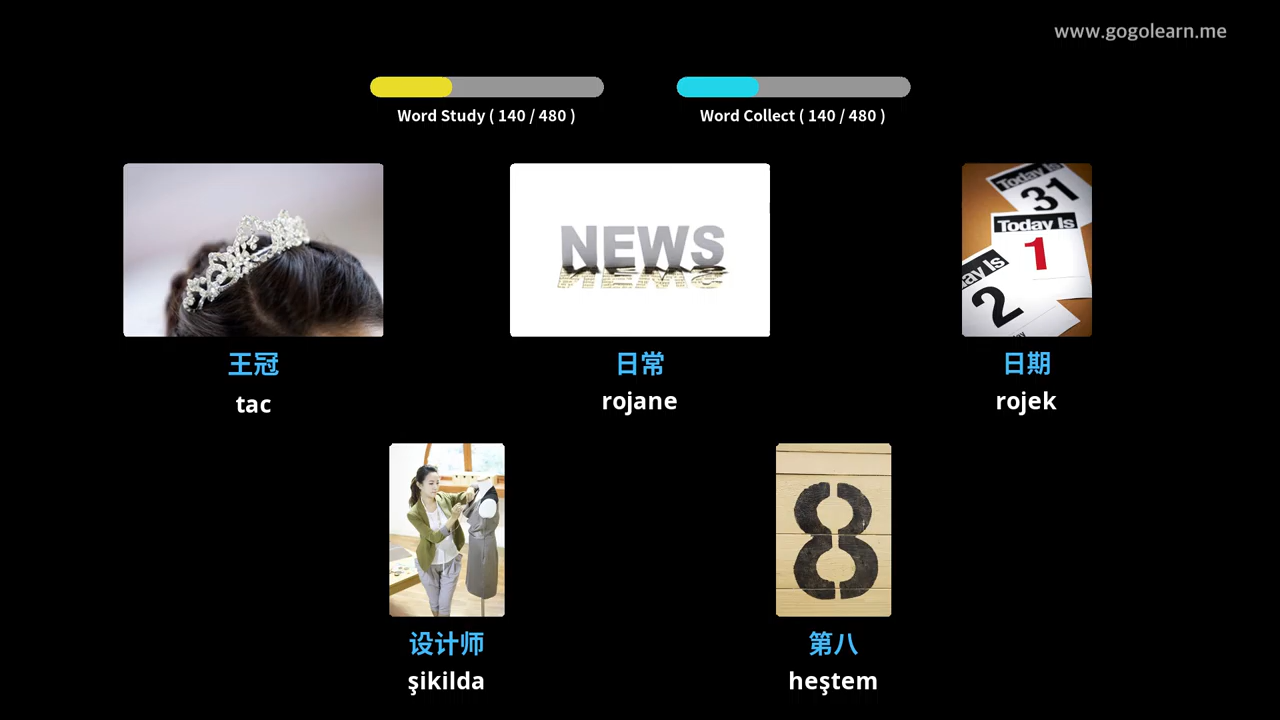 www.gogolearn.me
Word Study ( 140 / 480 )
Word Collect ( 140 / 480 )
NEWS
Today Is
31
Today Is
1
ay Is
2
王冠
日常
日期
tac
rojane
rojek
8
设计师
第八
şikilda
heştem